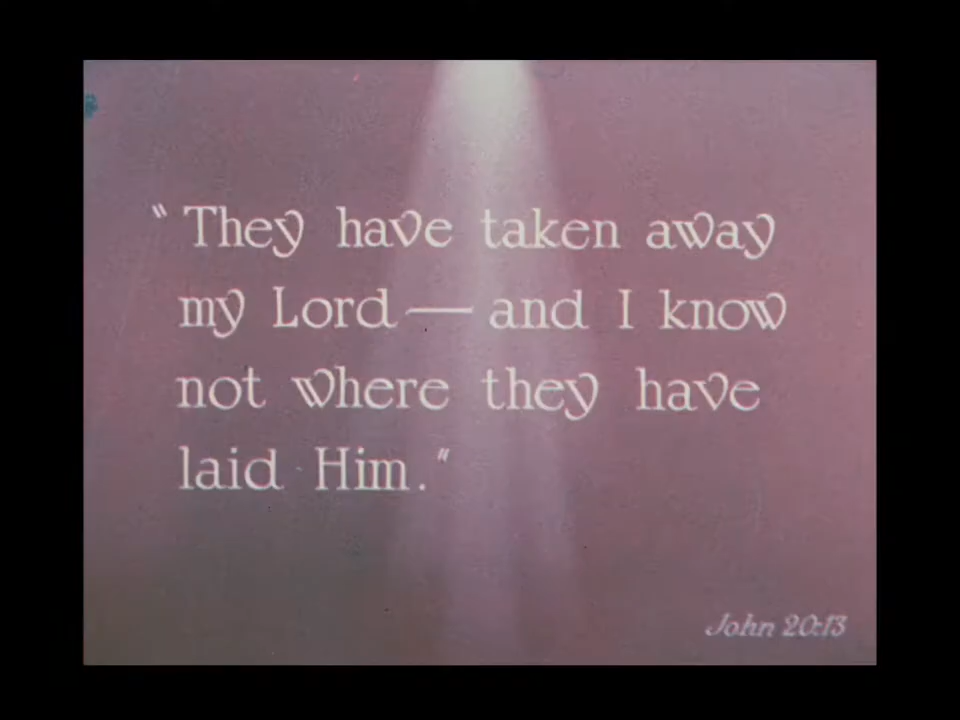 "They have taken away
my Lord — and I know
not where they have
laid Him."
John 20:13